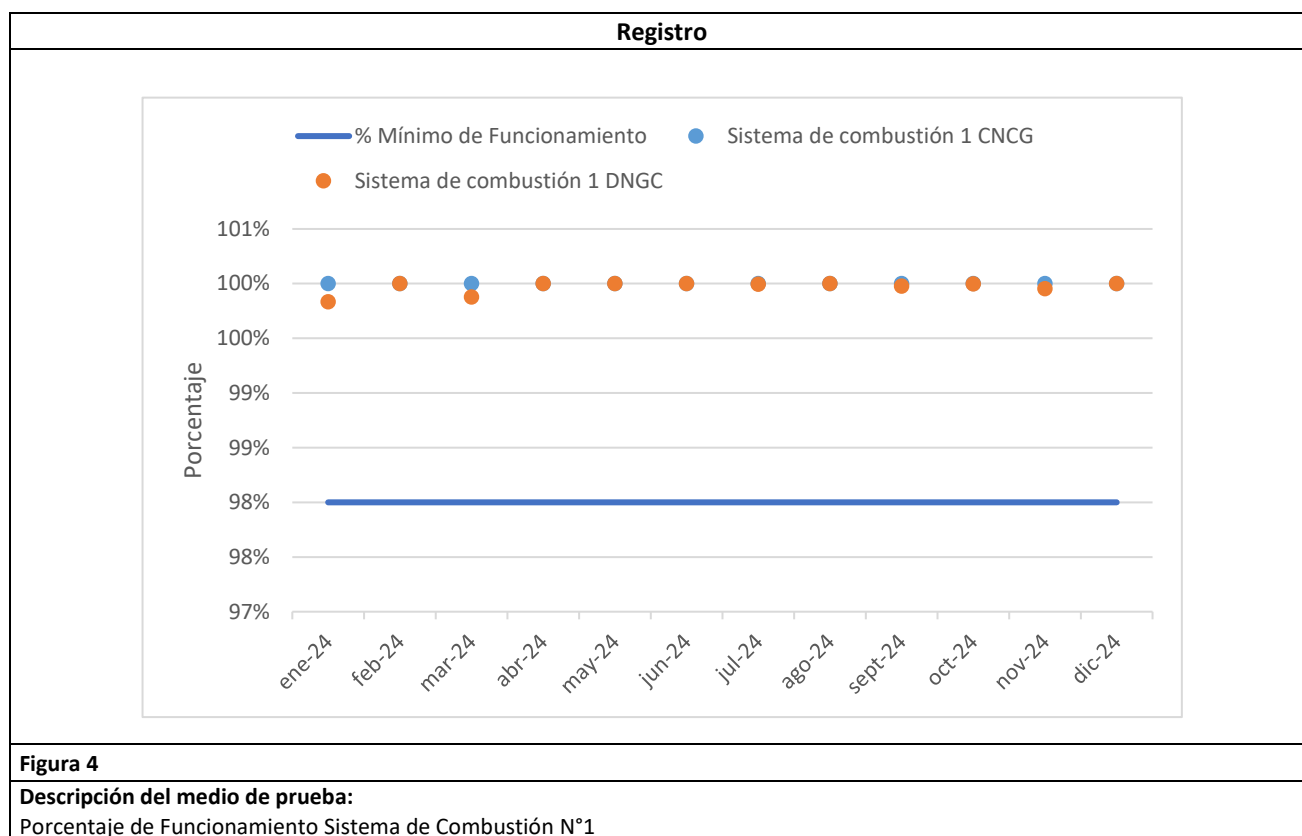 Registro
% Mínimo de Funcionamiento
Sistema de combustión 1 CNCG
Sistema de combustión 1 DNGC
101%
100%
100%
99%
99%
98%
98%
97%
Porcentaje
ene-24
feb-24
mar-24
abr-24
may-24
jun-24
jul-24
ago-24
sept-24
oct-24
nov-24
dic-24
Figura 4
Descripción del medio de prueba:
Porcentaje de Funcionamiento Sistema de Combustión N°1